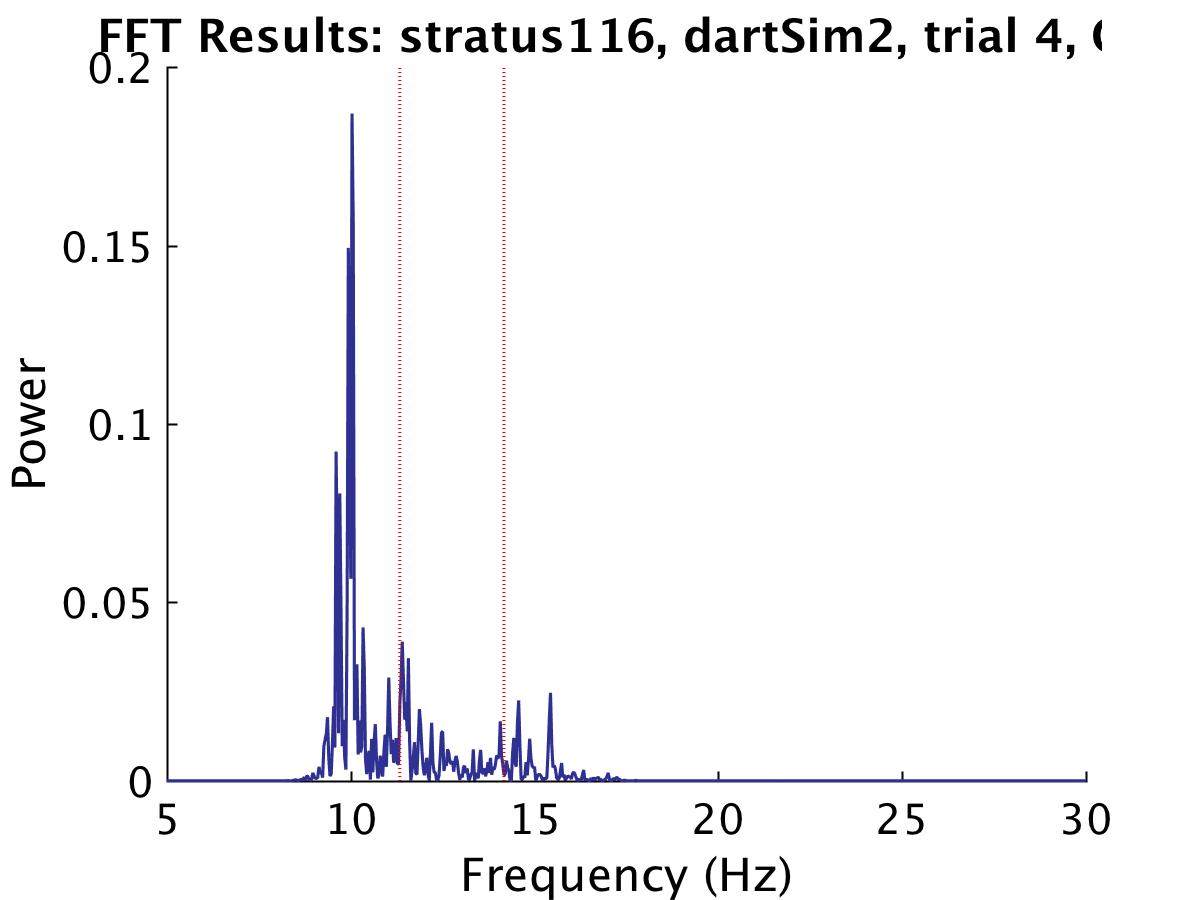 FFT Results: stratus116, dartSim2, trial 4,
0.2
0.15
0.1
0.05
0
Power
5 10 15 20 25 30
Frequency (Hz)